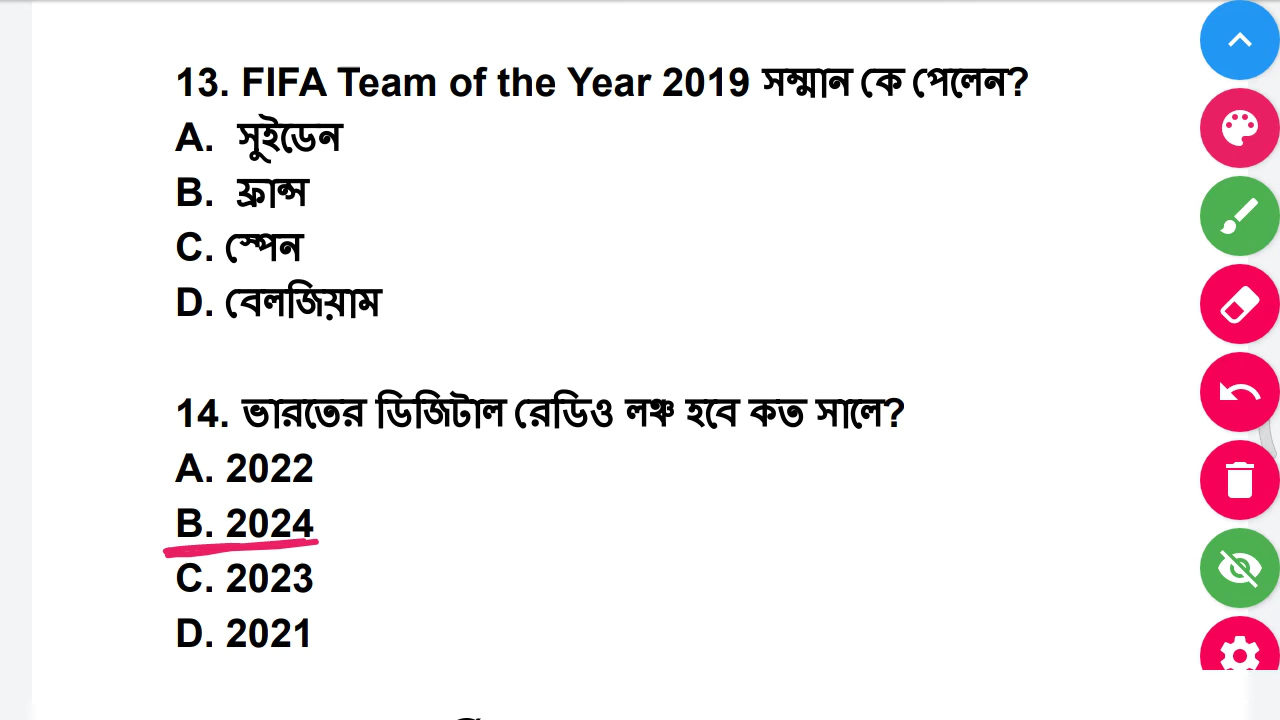 13. FIFA Team of the Year 2019 সম্মান কে পেলেন?
A. সুইডেন
B. ফ্রান্স
C. স্পেন
D. বেলজিয়াম
14. ভারতের ডিজিটাল রেডিও লঞ্চ হবে কত সালে?
A. 2022
B. 2024
C. 2023
D. 2021